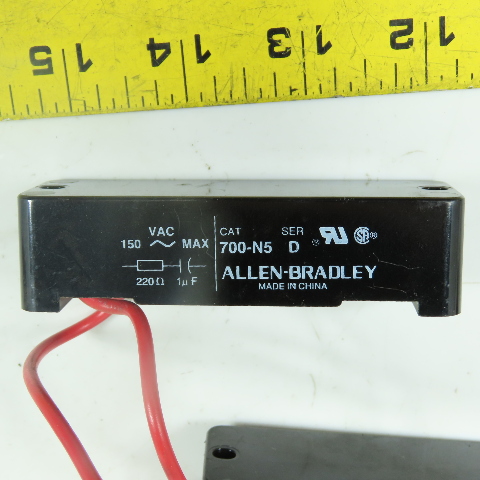 15 14 13 12
VAC
150 MAX
220Ω 1µF
CAT SER
700-N5 D
ALLEN-BRADLEY
MADE IN CHINA